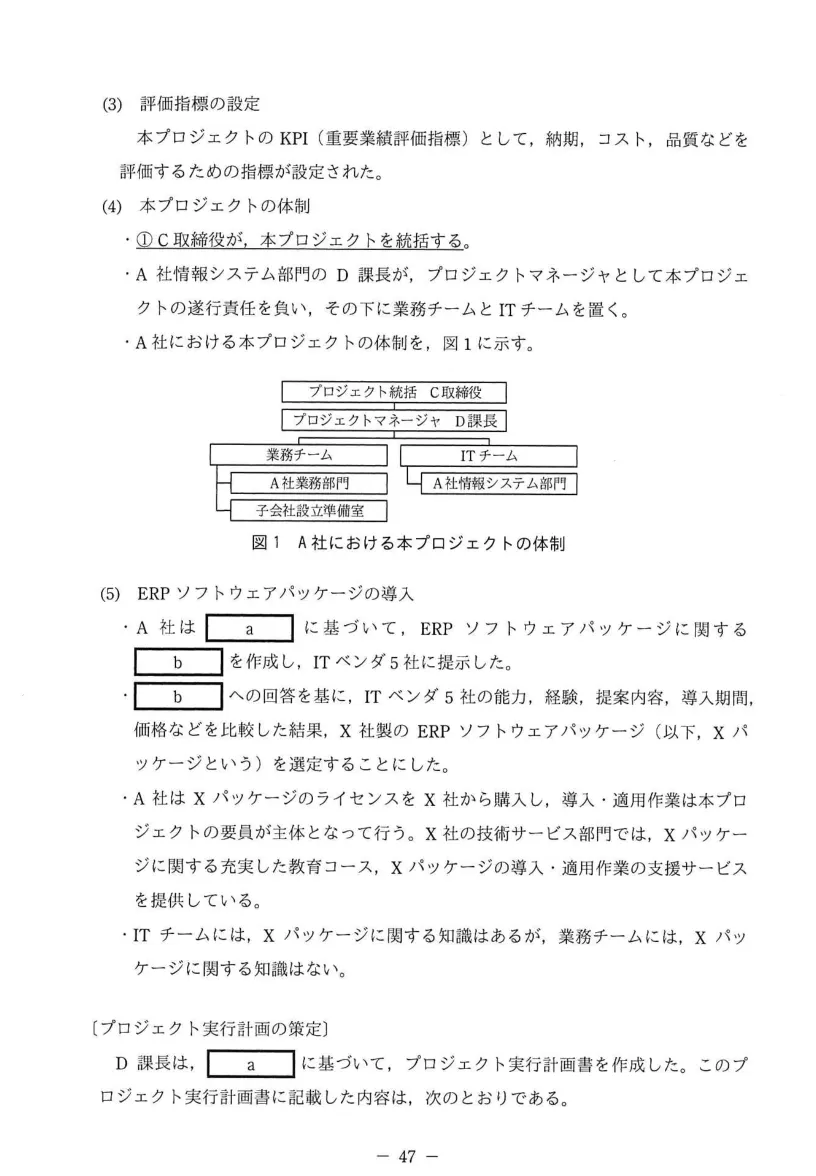 (3) 評価指標の設定
本プロジェクトの KPI（重要業績評価指標）として，納期，コスト，品質などを
評価するための指標が設定された。
(4) 本プロジェクトの体制
・① C 取締役が，本プロジェクトを統括する。
・A 社情報システム部門の D 課長が，プロジェクトマネージャとして本プロジェ
クトの遂行責任を負い，その下に業務チームと IT チームを置く。
・A 社における本プロジェクトの体制を，図 1 に示す。
プロジェクト統括 C取締役
プロジェクトマネージャ D課長
業務チーム IT チーム
A 社業務部門 A 社情報システム部門
子会社設立準備室
図 1 A 社における本プロジェクトの体制
(5) ERP ソフトウェアパッケージの導入
・A 社は a に基づいて，ERP ソフトウェアパッケージに関する
b を作成し，IT ベンダ 5 社に提示した。
・ b への回答を基に，IT ベンダ 5 社の能力，経験，提案内容，導入期間，
価格などを比較した結果，X 社製の ERP ソフトウェアパッケージ（以下，X パ
ッケージという）を選定することにした。
・A 社は X パッケージのライセンスを X 社から購入し，導入・適用作業は本プロ
ジェクトの要員が主体となって行う。X 社の技術サービス部門では，X パッケー
ジに関する充実した教育コース，X パッケージの導入・適用作業の支援サービス
を提供している。
・IT チームには，X パッケージに関する知識はあるが，業務チームには，X パッ
ケージに関する知識はない。
〔プロジェクト実行計画の策定〕
D 課長は， a に基づいて，プロジェクト実行計画書を作成した。このプ
ロジェクト実行計画書に記載した内容は，次のとおりである。
－ 47 －